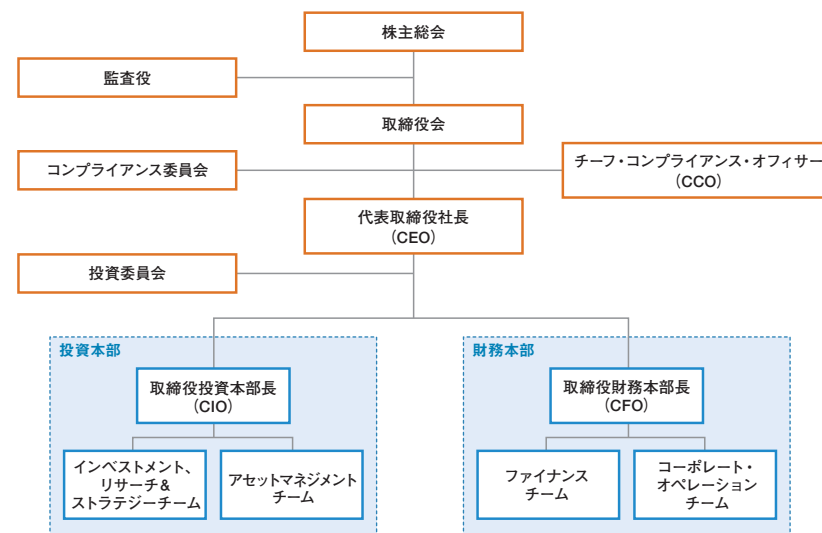 株主総会
監査役
取締役会
コンプライアンス委員会
チーフ・コンプライアンス・オフィサー
(CCO)
代表取締役社長
(CEO)
投資委員会
投資本部
取締役投資本部長
(CIO)
インベストメント、
リサーチ&
ストラテジーチーム
アセットマネジメント
チーム
財務本部
取締役財務本部長
(CFO)
ファイナンス
チーム
コーポレート・
オペレーション
チーム